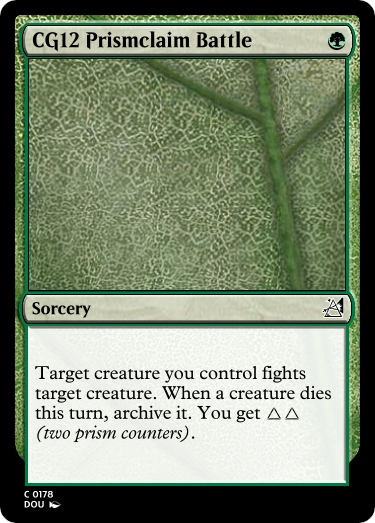 CG12 Prismclaim Battle
Sorcery
Target creature you control fights
target creature. When a creature dies
this turn, archive it. You get △△
(two prism counters).
C 0178
DOU